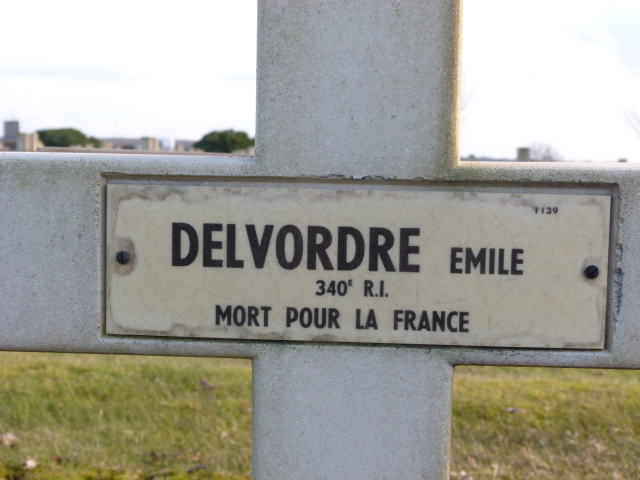 1139
DELVORDRE EMILE
340E R.I.
MORT POUR LA FRANCE